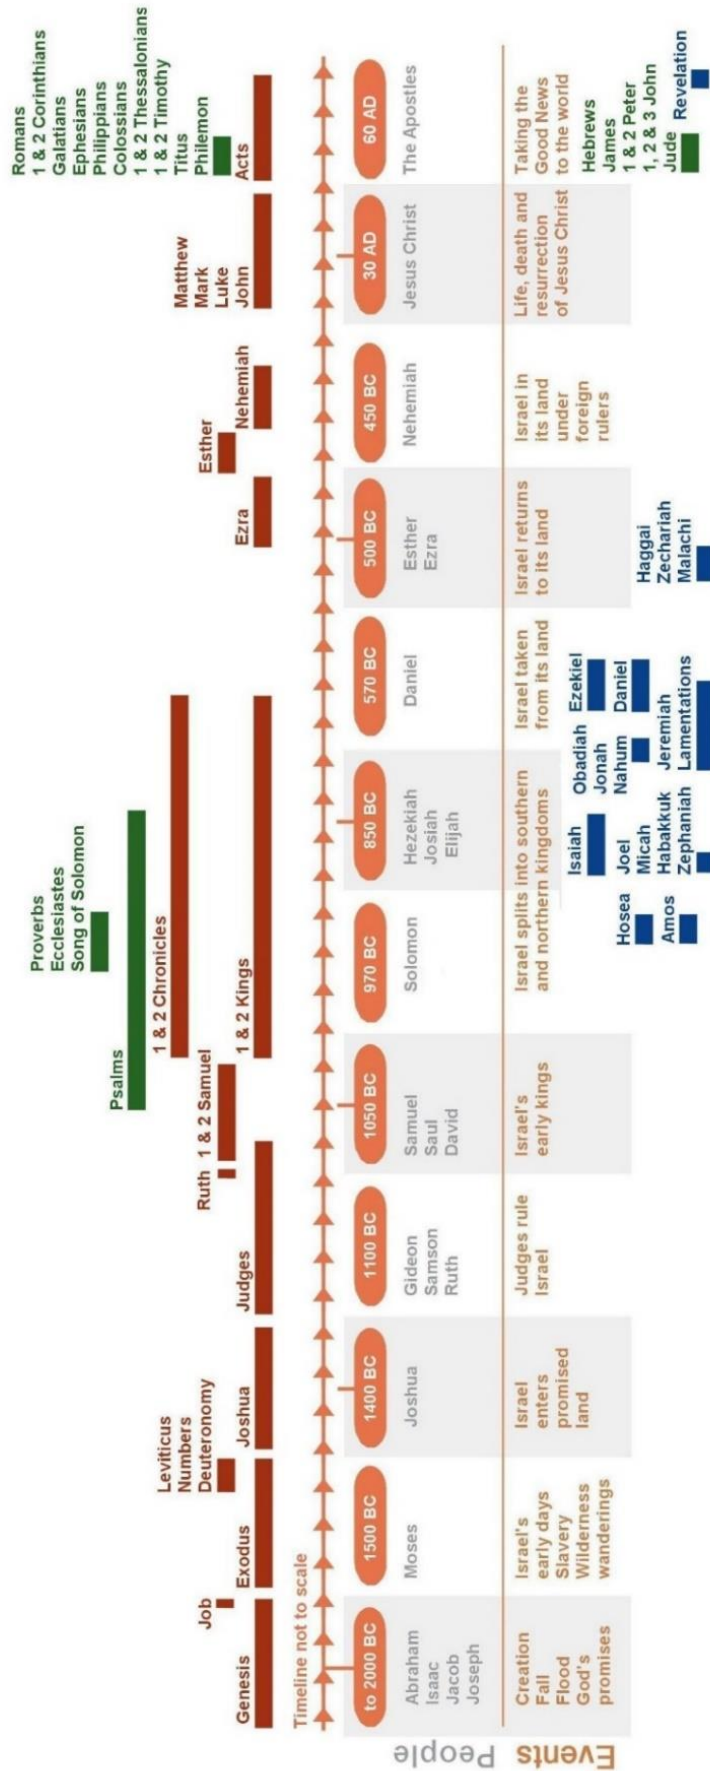 Romans
1 & 2 Corinthians
Galatians
Ephesians
Philippians
Colossians
1 & 2 Thessalonians
1 & 2 Timothy
Titus
Philemon
Proverbs
Ecclesiastes
Song of Solomon
Psalms
1 & 2 Chronicles
Matthew
Mark
Luke
John
Leviticus
Numbers
Deuteronomy
Job
Ruth
1 & 2 Samuel
Esther
Genesis
Exodus
Joshua
Judges
1 & 2 Kings
Ezra
Nehemiah
Acts
Timeline not to scale
to 2000 BC
1500 BC
1400 BC
1100 BC
1050 BC
970 BC
850 BC
570 BC
500 BC
450 BC
30 AD
60 AD
People
Abraham
Isaac
Jacob
Joseph
Moses
Joshua
Gideon
Samson
Ruth
Samuel
Saul
David
Solomon
Hezekiah
Josiah
Elijah
Daniel
Esther
Ezra
Nehemiah
Jesus Christ
The Apostles
Events
Creation
Fall
Flood
God's
promises
Israel's
early days
Slavery
Wilderness
wanderings
Israel
enters
promised
land
Judges rule
Israel
Israel's
early kings
Israel splits into southern
and northern kingdoms
Israel taken
from its land
Israel returns
to its land
Israel in
its land
under
foreign
rulers
Life, death and
resurrection
of Jesus Christ
Taking the
Good News
to the world
Hosea
Amos
Isaiah
Joel
Micah
Habakkuk
Zephaniah
Obadiah
Jonah
Nahum
Jeremiah
Lamentations
Ezekiel
Daniel
Haggai
Zechariah
Malachi
Hebrews
James
1 & 2 Peter
1, 2 & 3 John
Jude
Revelation